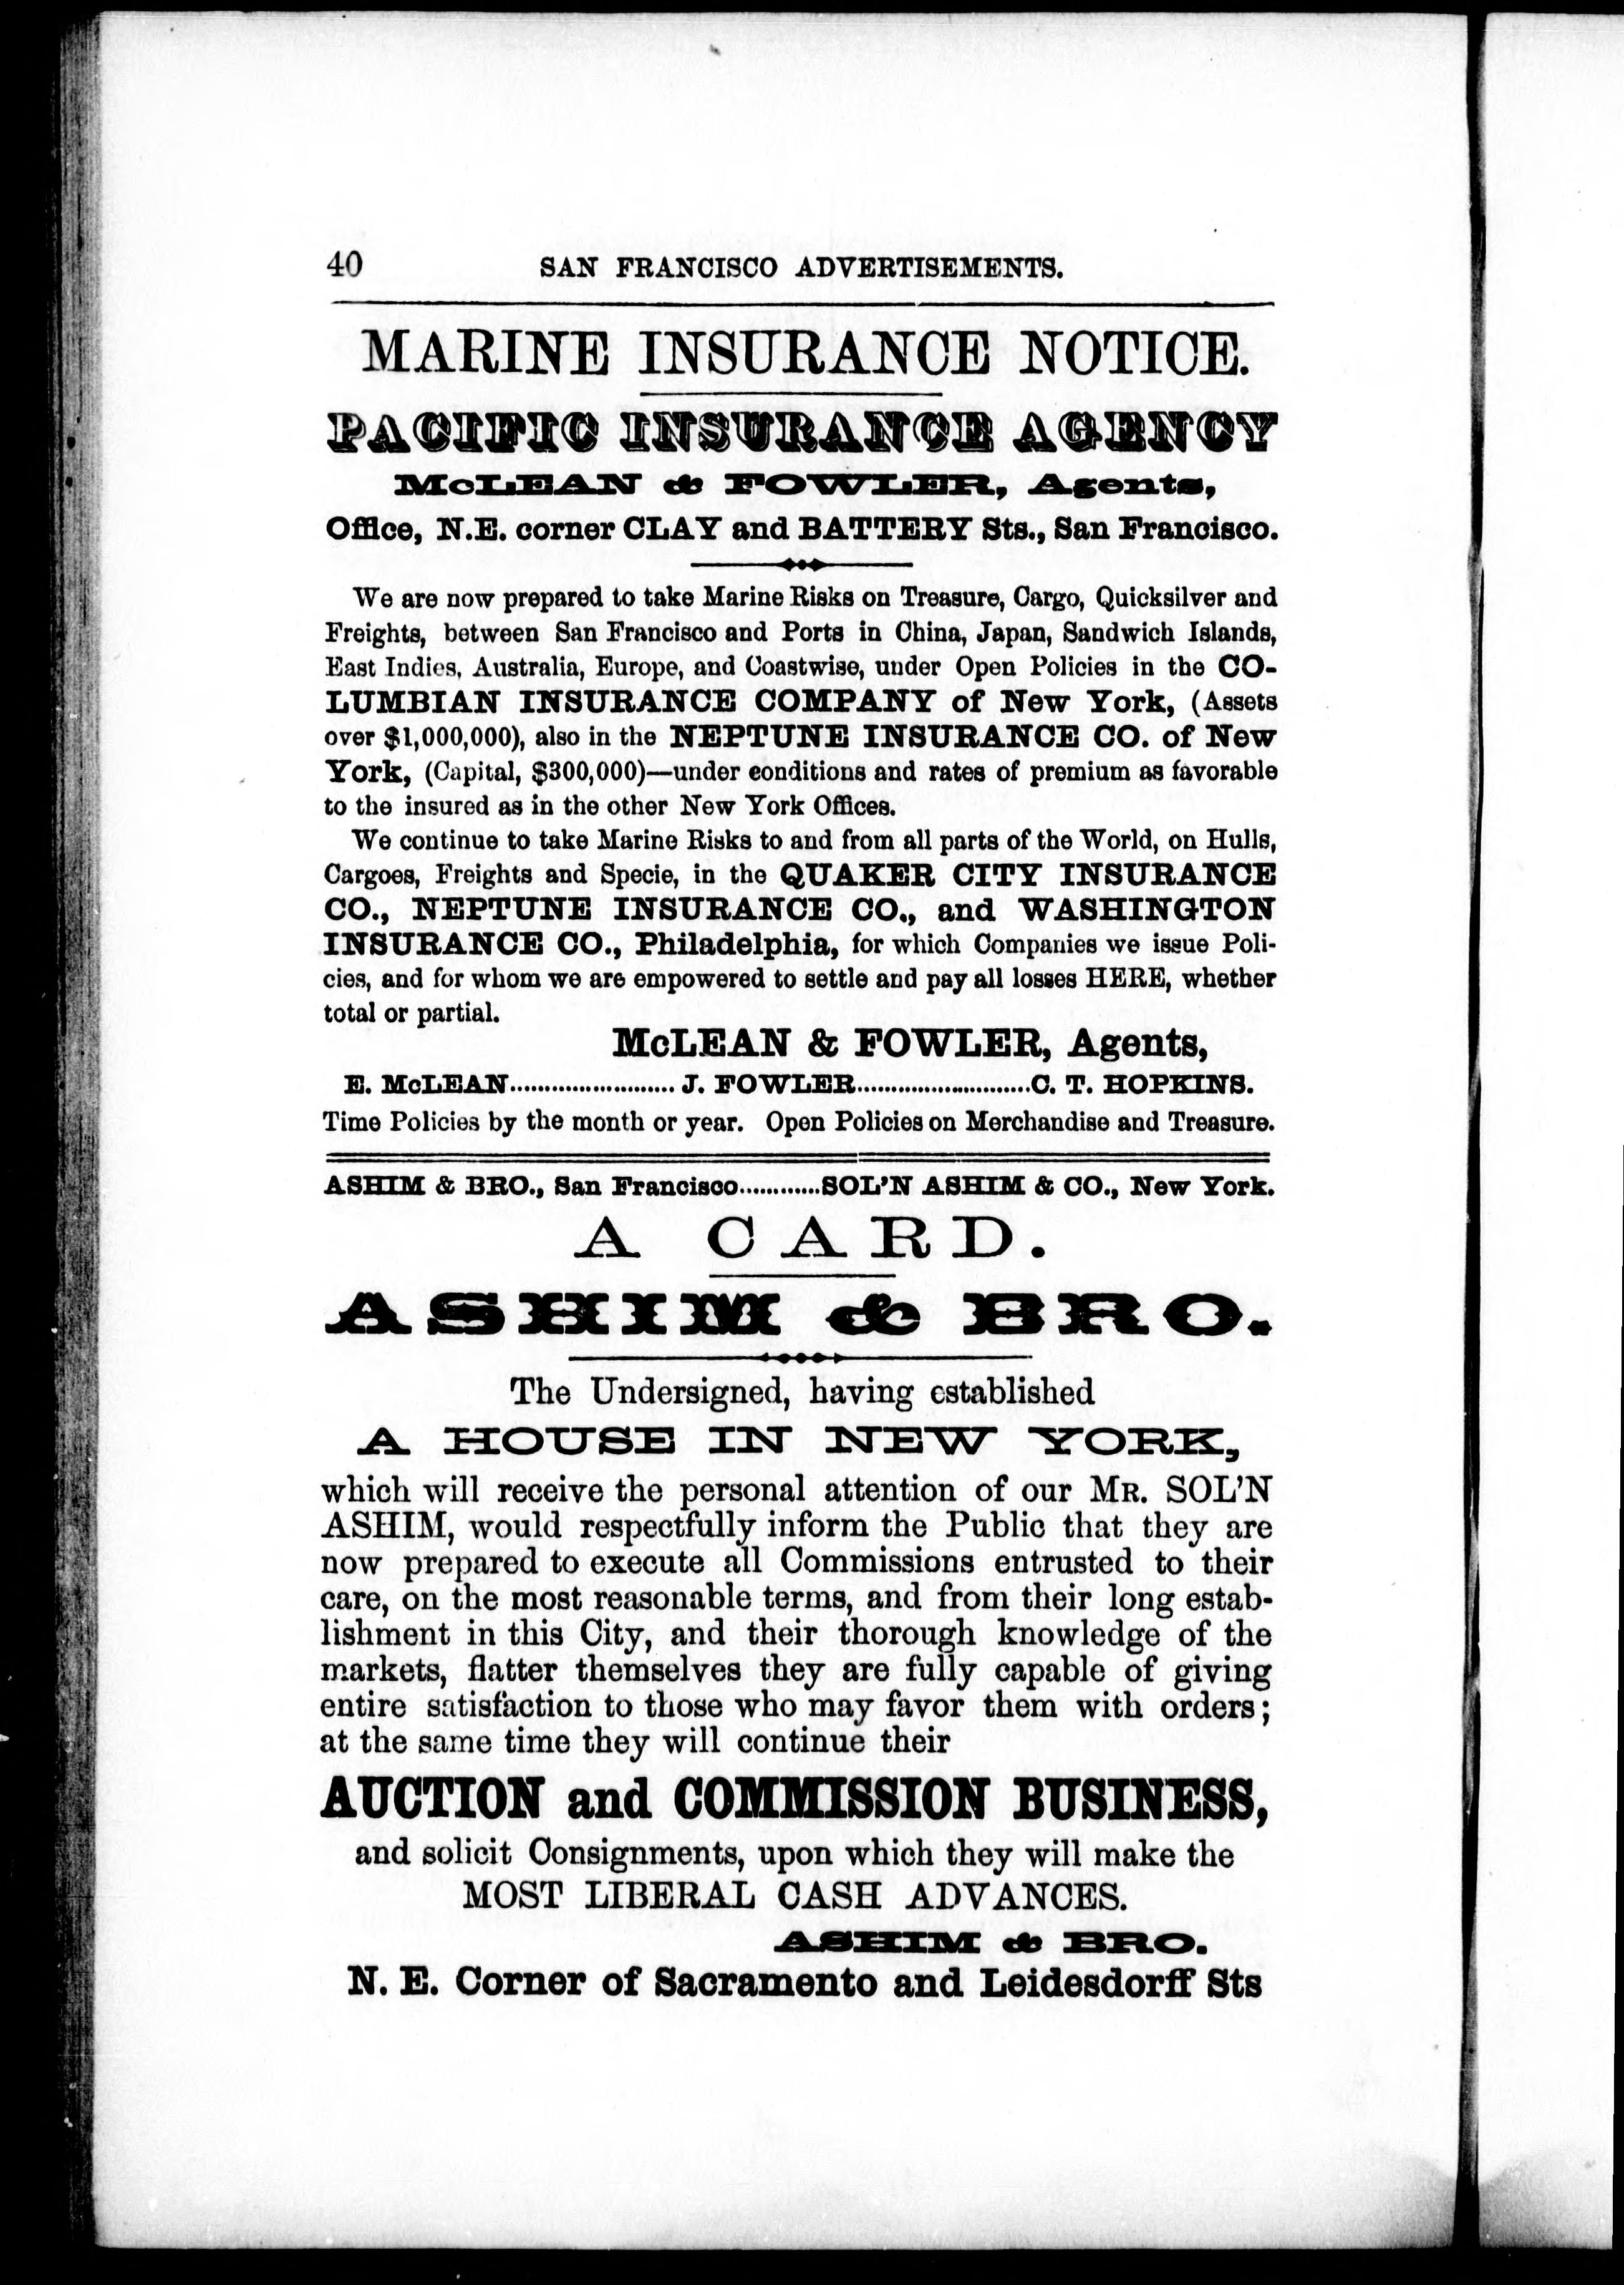 40 SAN FRANCISCO ADVERTISEMENTS.
MARINE INSURANCE NOTICE.
PACIFIC INSURANCE AGENCY
McLEAN & FOWLER, Agents,
Office, N.E. corner CLAY and BATTERY Sts., San Francisco.
We are now prepared to take Marine Risks on Treasure, Cargo, Quicksilver and
Freights, between San Francisco and Ports in China, Japan, Sandwich Islands,
East Indies, Australia, Europe, and Coastwise, under Open Policies in the CO-
LUMBIAN INSURANCE COMPANY of New York, (Assets
over $1,000,000), also in the NEPTUNE INSURANCE CO. of New
York, (Capital, $300,000)—under conditions and rates of premium as favorable
to the insured as in the other New York Offices.
We continue to take Marine Risks to and from all parts of the World, on Hulls,
Cargoes, Freights and Specie, in the QUAKER CITY INSURANCE
CO., NEPTUNE INSURANCE CO., and WASHINGTON
INSURANCE CO., Philadelphia, for which Companies we issue Poli-
cies, and for whom we are empowered to settle and pay all losses HERE, whether
total or partial.
McLEAN & FOWLER, Agents,
E. McLEAN........................ J. FOWLER.........................C. T. HOPKINS.
Time Policies by the month or year. Open Policies on Merchandise and Treasure.
ASHIM & BRO., San Francisco............SOL'N ASHIM & CO., New York.
A CARD.
ASHIM & BRO.
The Undersigned, having established
A HOUSE IN NEW YORK,
which will receive the personal attention of our MR. SOL'N
ASHIM, would respectfully inform the Public that they are
now prepared to execute all Commissions entrusted to their
care, on the most reasonable terms, and from their long estab-
lishment in this City, and their thorough knowledge of the
markets, flatter themselves they are fully capable of giving
entire satisfaction to those who may favor them with orders;
at the same time they will continue their
AUCTION and COMMISSION BUSINESS,
and solicit Consignments, upon which they will make the
MOST LIBERAL CASH ADVANCES.
ASHIM & BRO.
N. E. Corner of Sacramento and Leidesdorff Sts